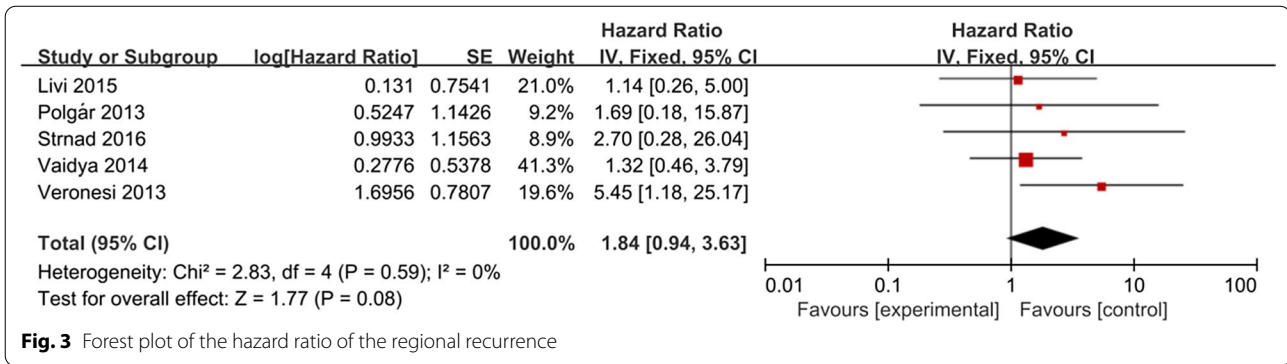 Hazard Ratio Hazard Ratio
Study or Subgroup log[Hazard Ratio] SE Weight IV, Fixed, 95% CI IV, Fixed, 95% CI
Livi 2015 0.131 0.7541 21.0% 1.14 [0.26, 5.00]
Polgár 2013 0.5247 1.1426 9.2% 1.69 [0.18, 15.87]
Strnad 2016 0.9933 1.1563 8.9% 2.70 [0.28, 26.04]
Vaidya 2014 0.2776 0.5378 41.3% 1.32 [0.46, 3.79]
Veronesi 2013 1.6956 0.7807 19.6% 5.45 [1.18, 25.17]
Total (95% CI) 100.0% 1.84 [0.94, 3.63]
Heterogeneity: Chi² = 2.83, df = 4 (P = 0.59); I² = 0%
Test for overall effect: Z = 1.77 (P = 0.08)
0.01 0.1 1 10 100
Favours [experimental] Favours [control]
Fig. 3 Forest plot of the hazard ratio of the regional recurrence